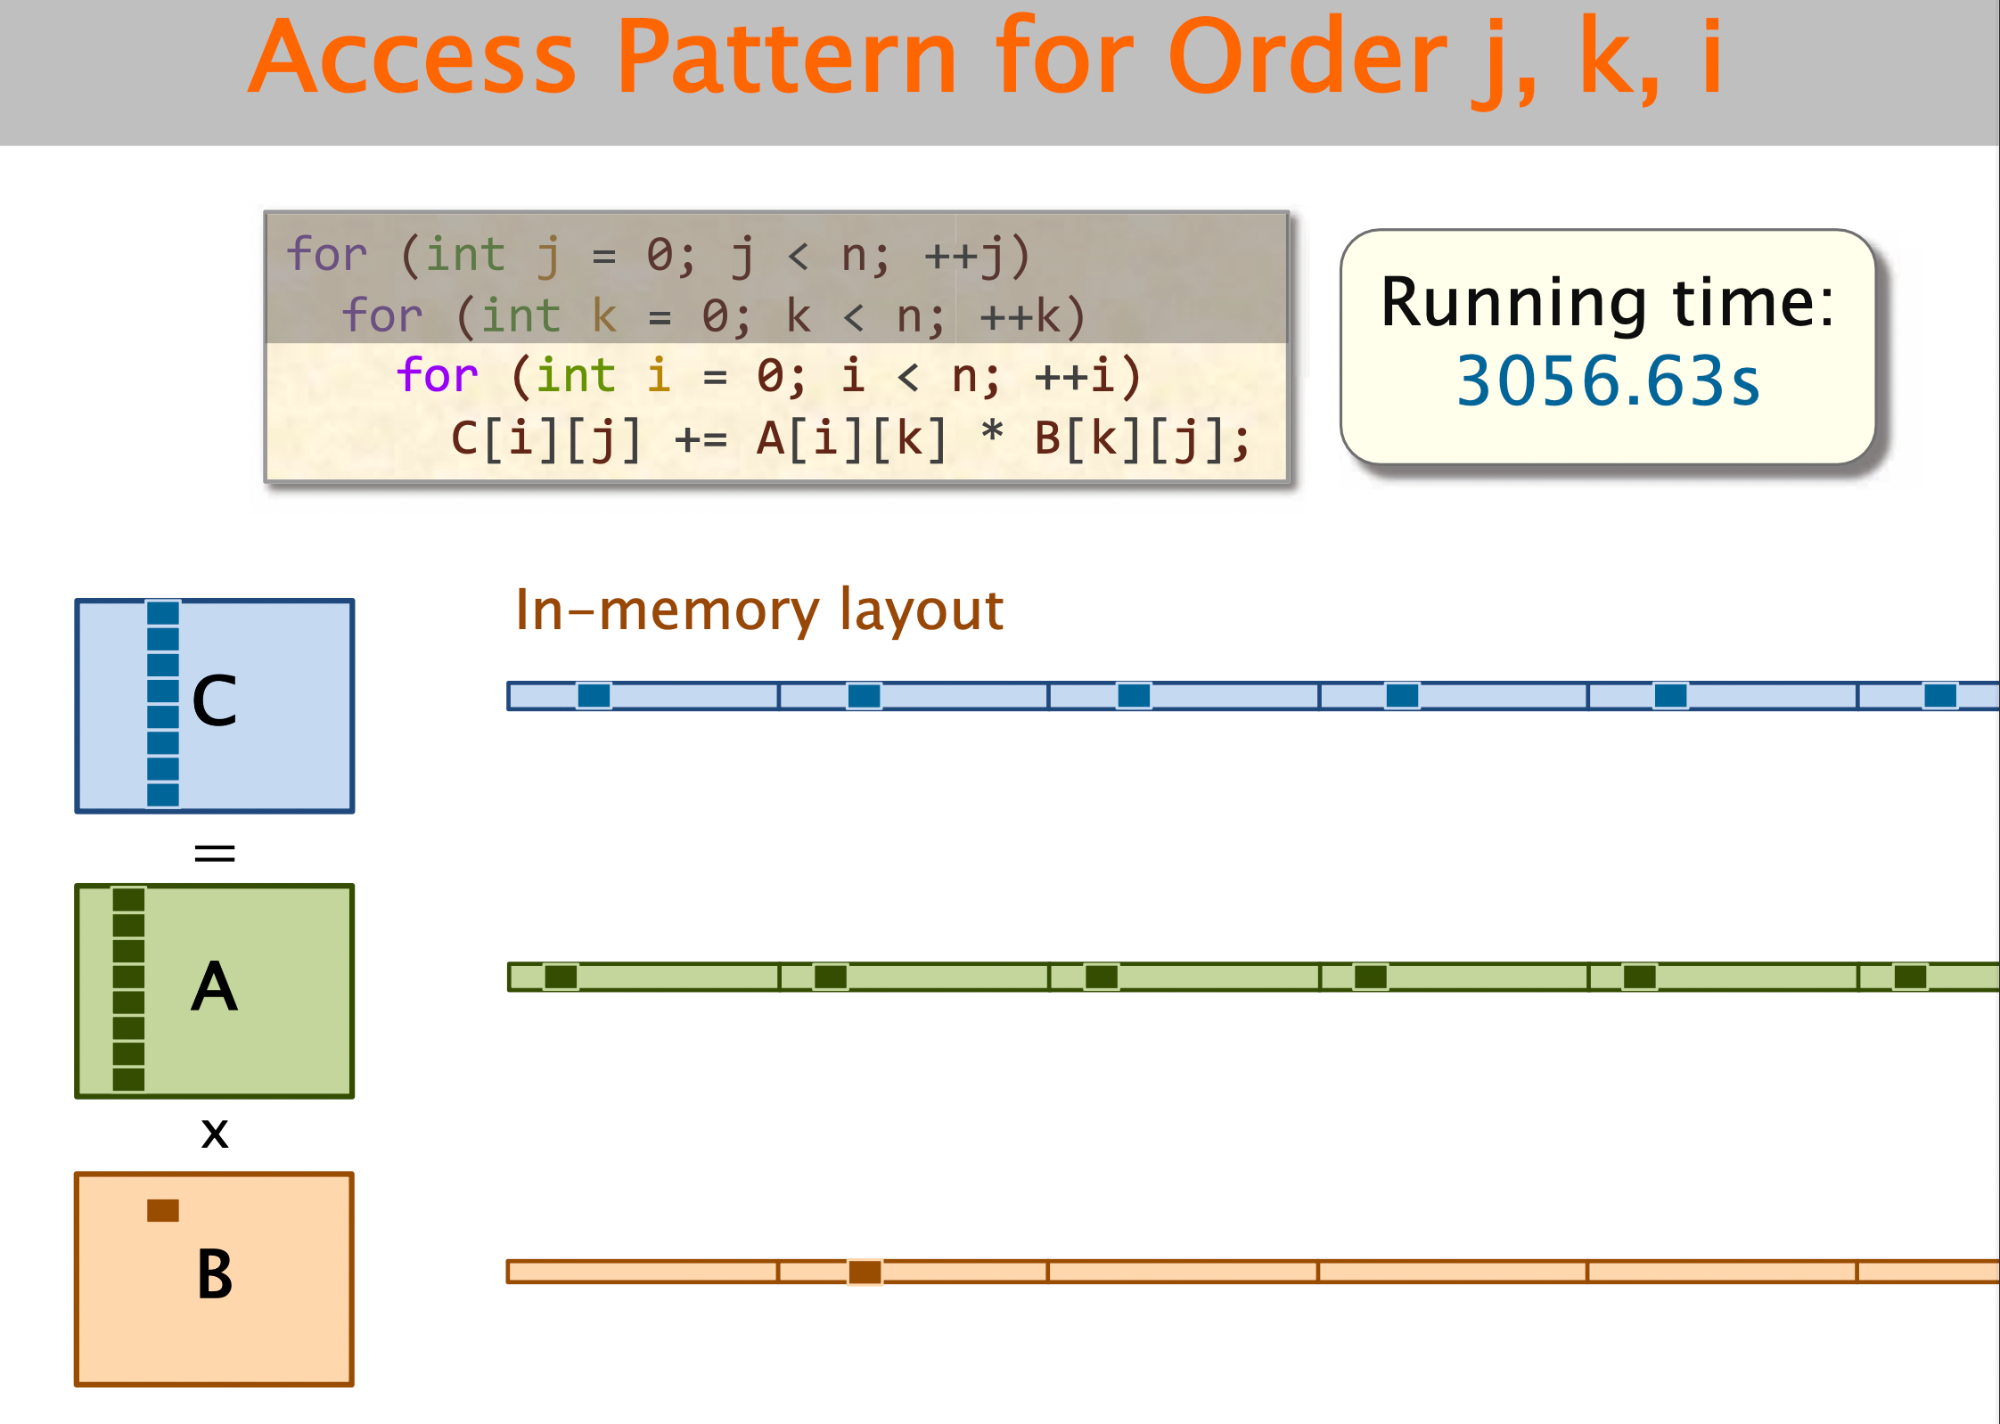 Access Pattern for Order j, k, i
for (int j = 0; j < n; ++j)
for (int k = 0; k < n; ++k)
for (int i = 0; i < n; ++i)
C[i][j] += A[i][k] * B[k][j];
Running time:
3056.63s
In-memory layout
C
=
A
x
B